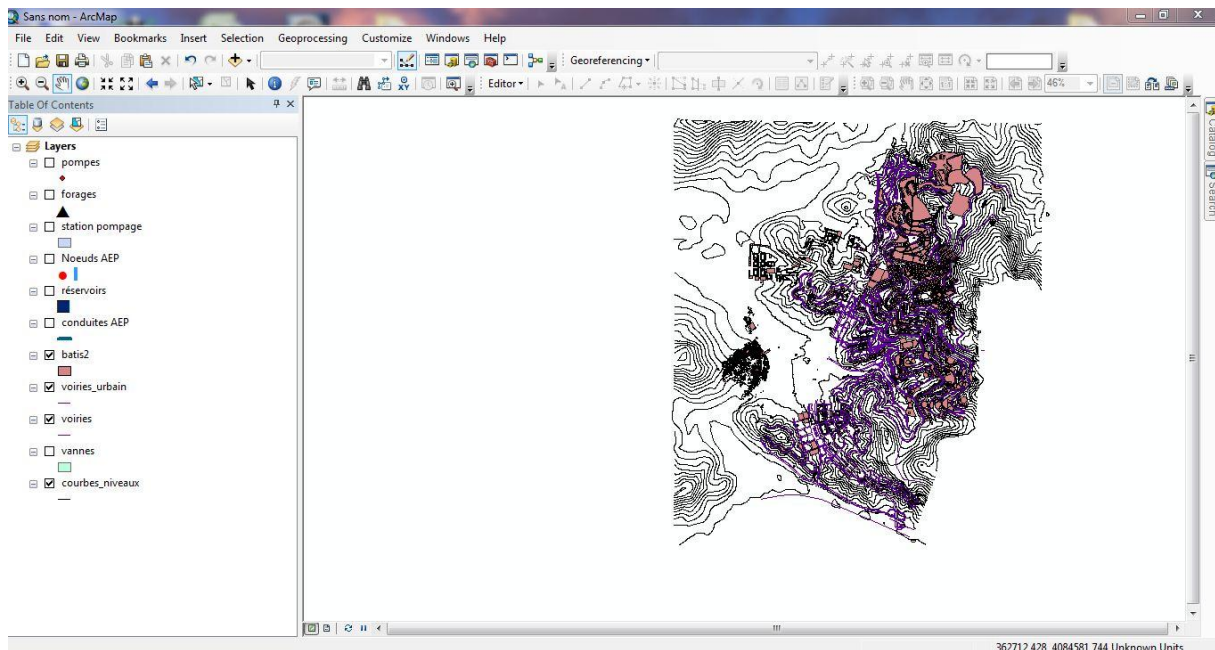 Sans nom - ArcMap
File Edit View Bookmarks Insert Selection Geoprocessing Customize Windows Help
Georeferencing
Editor
46%
Table Of Contents
Layers
pompes
forages
station pompage
Noeuds AEP
réservoirs
conduites AEP
batis2
voiries_urbain
voiries
vannes
courbes_niveaux
Catalog
Search
362712,428 4084581,744 Unknown Units